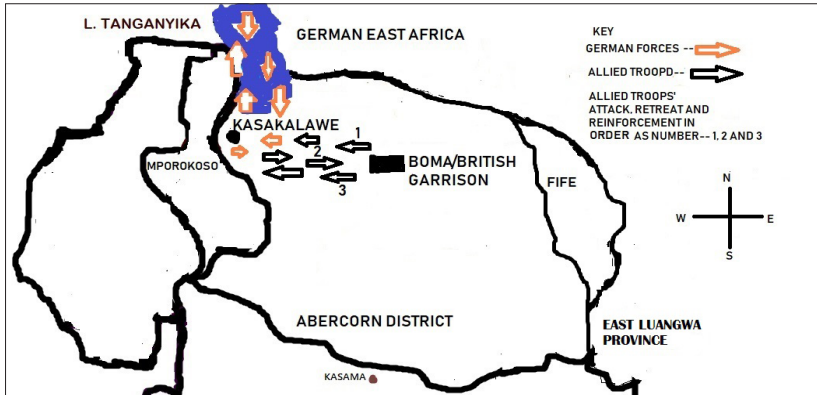 L. TANGANYIKA
GERMAN EAST AFRICA
KEY
GERMAN FORCES --
ALLIED TROOPD--
ALLIED TROOPS'
ATTACK, RETREAT AND
REINFORCEMENT IN
ORDER AS NUMBER-- 1, 2 AND 3
KASAKALAWE
1
2
3
MPOROKOSO
BOMA/BRITISH
GARRISON
FIFE
N
W E
S
ABERCORN DISTRICT
EAST LUANGWA
PROVINCE
KASAMA